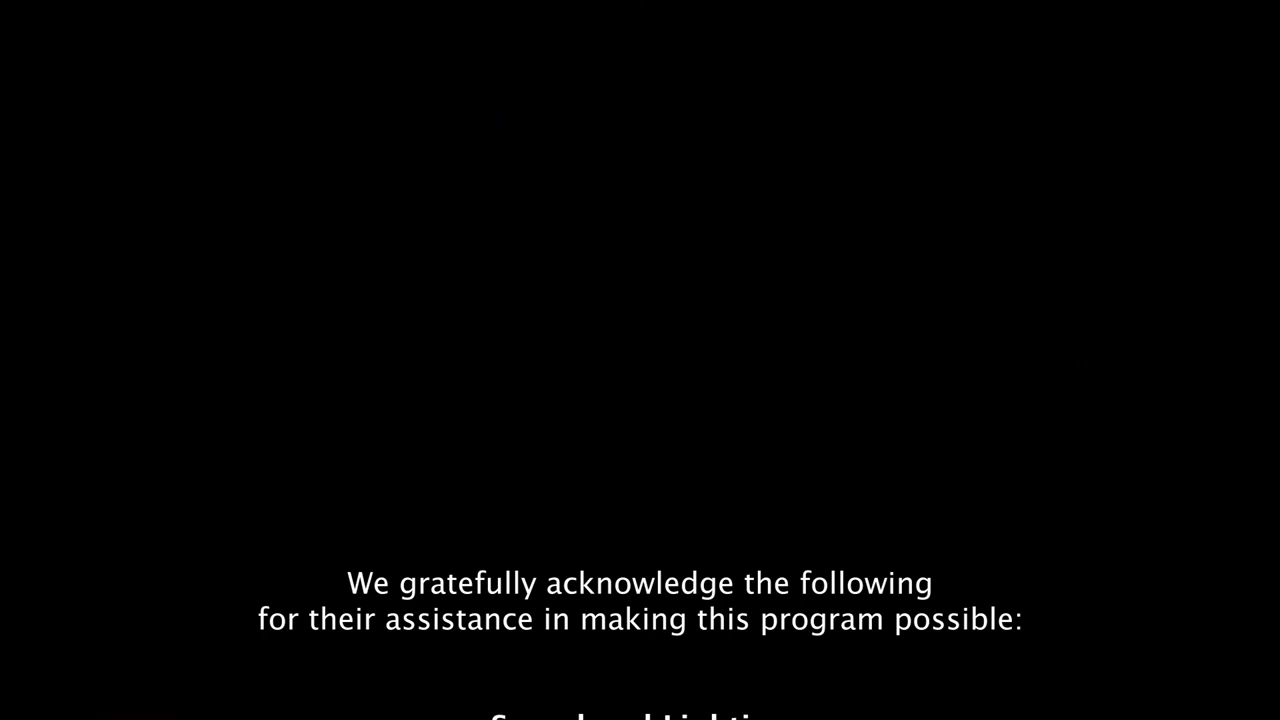 We gratefully acknowledge the following
for their assistance in making this program possible: